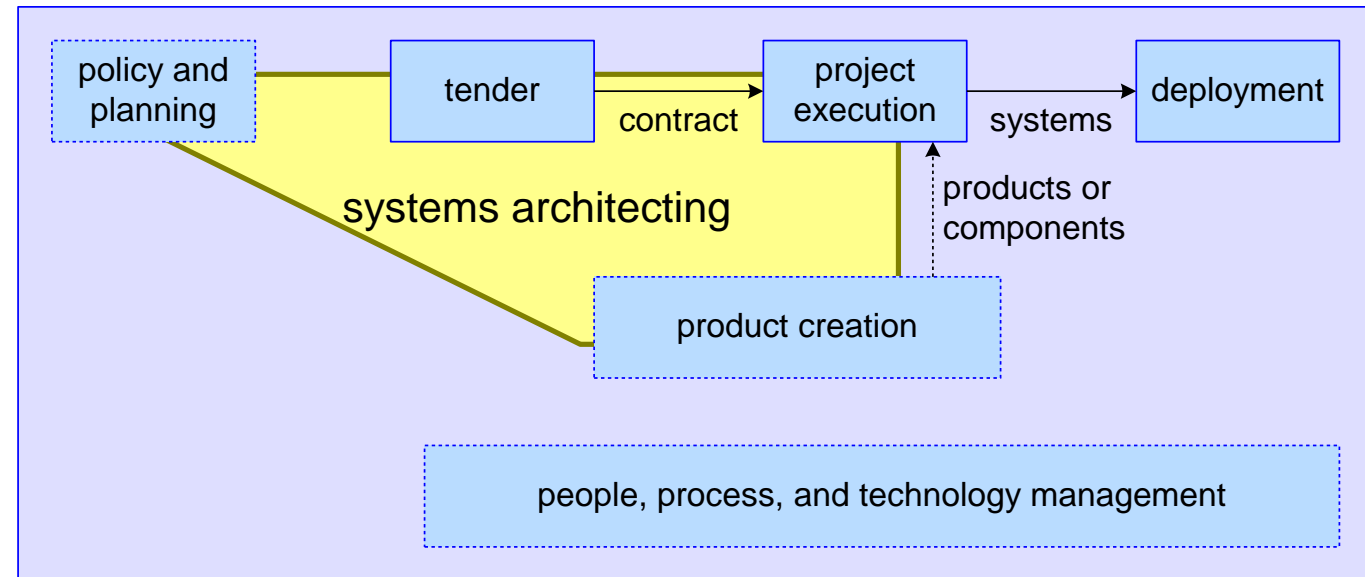 policy and
planning
tender
contract
project
execution
systems
deployment
products or
components
systems architecting
product creation
people, process, and technology management